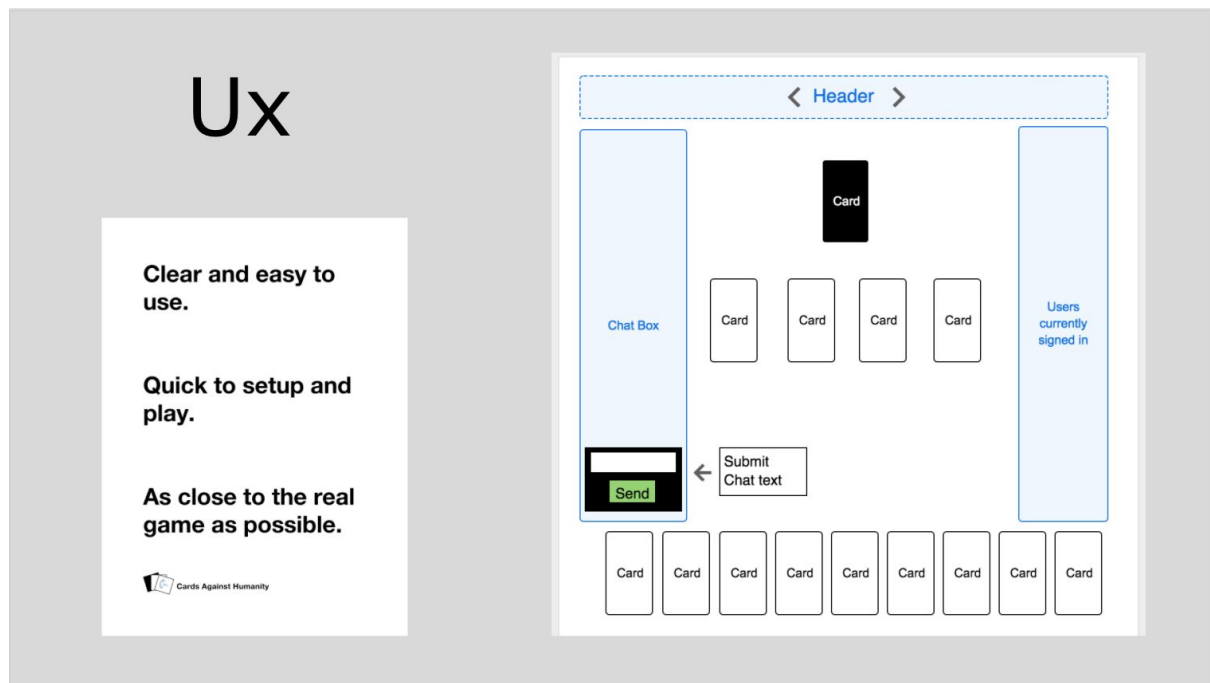 Ux
Clear and easy to
use.
Quick to setup and
play.
As close to the real
game as possible.
Cards Against Humanity
Header
Card
Chat Box
Card
Card
Card
Card
Users
currently
signed in
Submit
Chat text
Send
Card
Card
Card
Card
Card
Card
Card
Card
Card